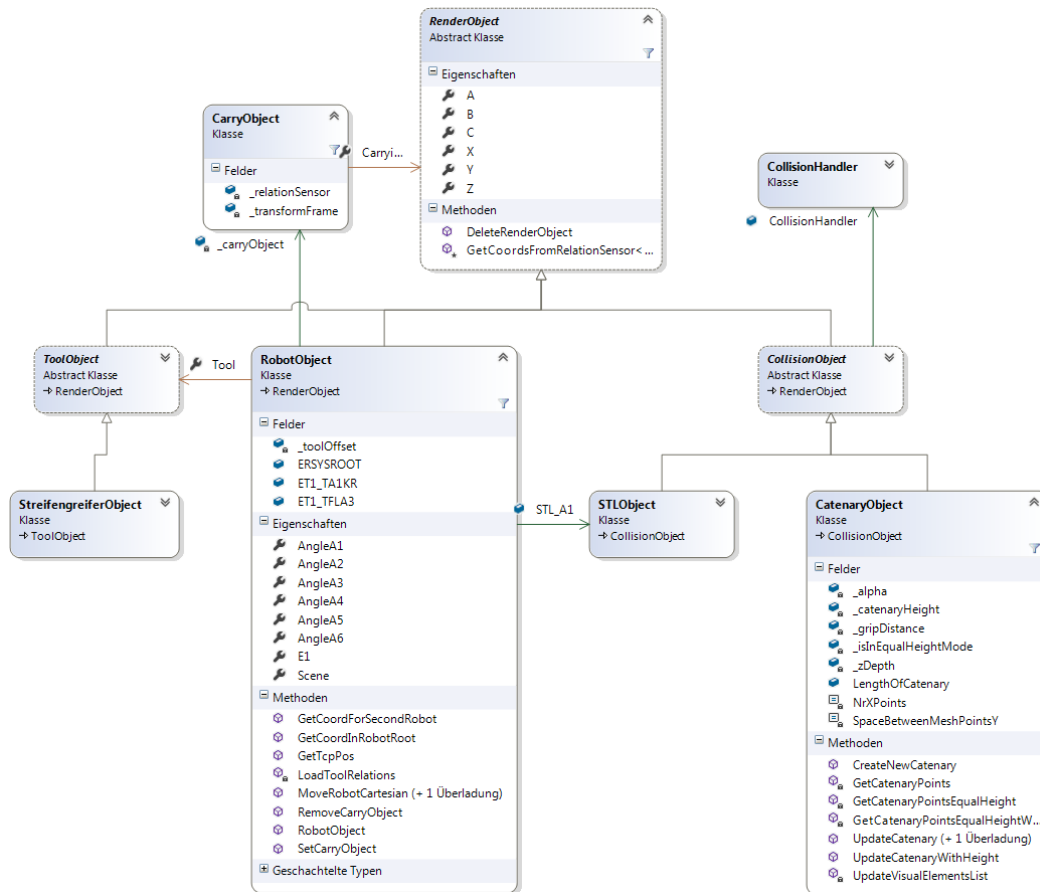 RenderObject
Abstract Klasse
Eigenschaften
A
B
C
X
Y
Z
Methoden
DeleteRenderObject
GetCoordsFromRelationSensor< ...
CarryObject
Klasse
Felder
_relationSensor
_transformFrame
Carryi...
_carryObject
CollisionHandler
Klasse
CollisionHandler
ToolObject
Abstract Klasse
RenderObject
Tool
RobotObject
Klasse
RenderObject
Felder
_toolOffset
ERSYSROOT
ET1_TA1KR
ET1_TFLA3
Eigenschaften
AngleA1
AngleA2
AngleA3
AngleA4
AngleA5
AngleA6
E1
Scene
Methoden
GetCoordForSecondRobot
GetCoordInRobotRoot
GetTcpPos
LoadToolRelations
MoveRobotCartesian (+ 1 Überladung)
RemoveCarryObject
RobotObject
SetCarryObject
Geschachtelte Typen
CollisionObject
Abstract Klasse
RenderObject
StreifengreiferObject
Klasse
ToolObject
STL_A1
STLObject
Klasse
CollisionObject
CatenaryObject
Klasse
CollisionObject
Felder
_alpha
_catenaryHeight
_gripDistance
_isInEqualHeightMode
_zDepth
LengthOfCatenary
NrXPoints
SpaceBetweenMeshPointsY
Methoden
CreateNewCatenary
GetCatenaryPoints
GetCatenaryPointsEqualHeight
GetCatenaryPointsEqualHeightW...
UpdateCatenary (+ 1 Überladung)
UpdateCatenaryWithHeight
UpdateVisualElementsList